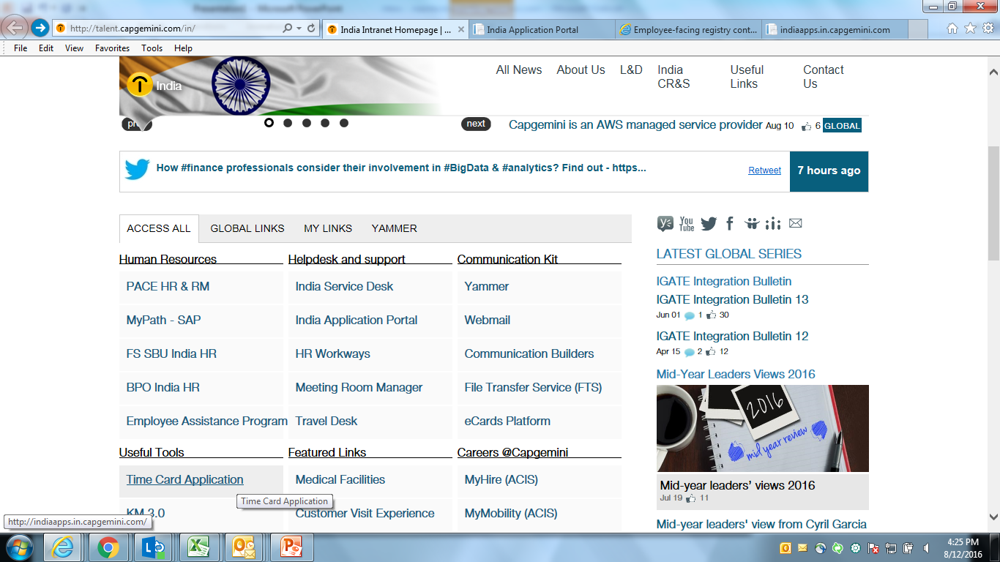 Presentation1 - Microsoft PowerPoint
http://talent.capgemini.com/in/
India Intranet Homepage | ...
India Application Portal
Employee-facing registry cont...
indiaapps.in.capgemini.com
File Edit View Favorites Tools Help
India
All News About Us L&D India CR&S Useful Links Contact Us
next
Capgemini is an AWS managed service provider Aug 10 6 GLOBAL
How #finance professionals consider their involvement in #BigData & #analytics? Find out - https...
Retweet
7 hours ago
ACCESS ALL GLOBAL LINKS MY LINKS YAMMER
You Tube
Human Resources Helpdesk and support Communication Kit
PACE HR & RM India Service Desk Yammer
MyPath - SAP India Application Portal Webmail
FS SBU India HR HR Workways Communication Builders
BPO India HR Meeting Room Manager File Transfer Service (FTS)
Employee Assistance Program Travel Desk eCards Platform
Useful Tools Featured Links Careers @Capgemini
Time Card Application Medical Facilities MyHire (ACIS)
Time Card Application
KM 3.0 Customer Visit Experience MyMobility (ACIS)
http://indiaapps.in.capgemini.com/
LATEST GLOBAL SERIES
IGATE Integration Bulletin
IGATE Integration Bulletin 13
Jun 01 1 30
IGATE Integration Bulletin 12
Apr 15 2 12
Mid-Year Leaders Views 2016
2016
mid year review
Mid-year leaders' views 2016
Jul 19 11
Mid-year leaders' view from Cyril Garcia
4:25 PM
8/12/2016